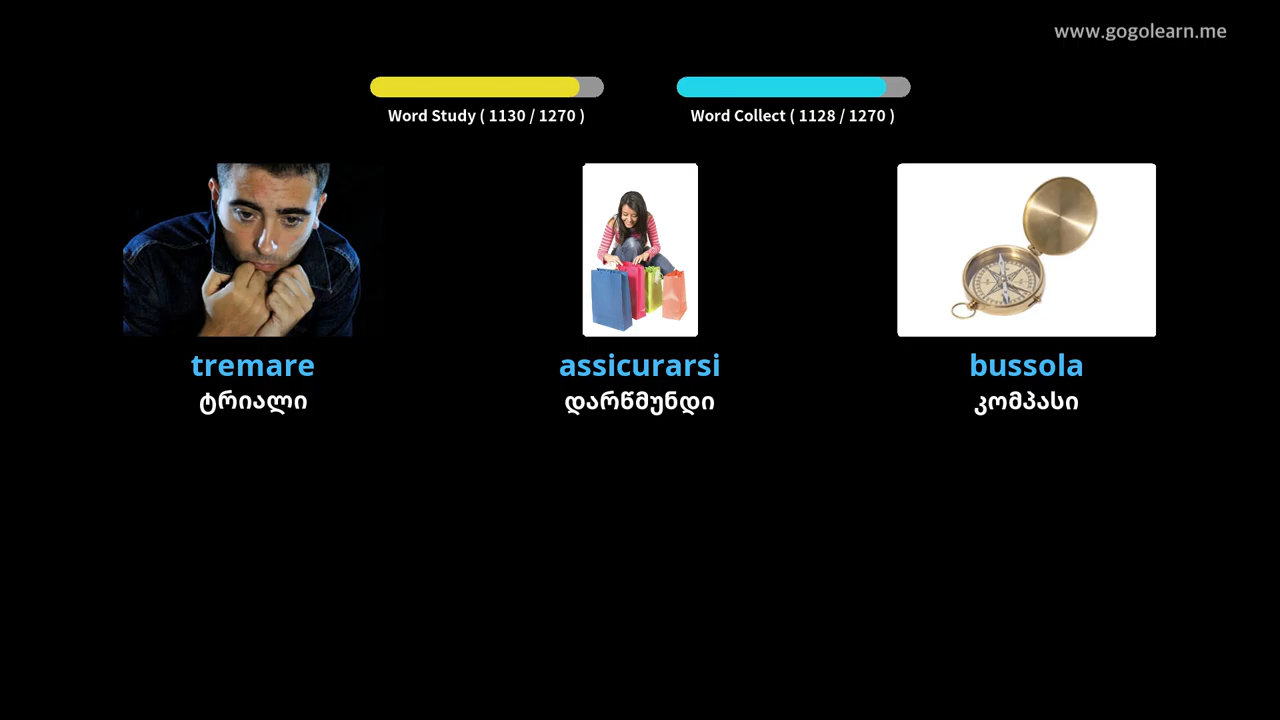 www.gogolearn.me
Word Study ( 1130 / 1270 )
Word Collect ( 1128 / 1270 )
tremare
ტრიალი
assicurarsi
დარწმუნდი
bussola
კომპასი